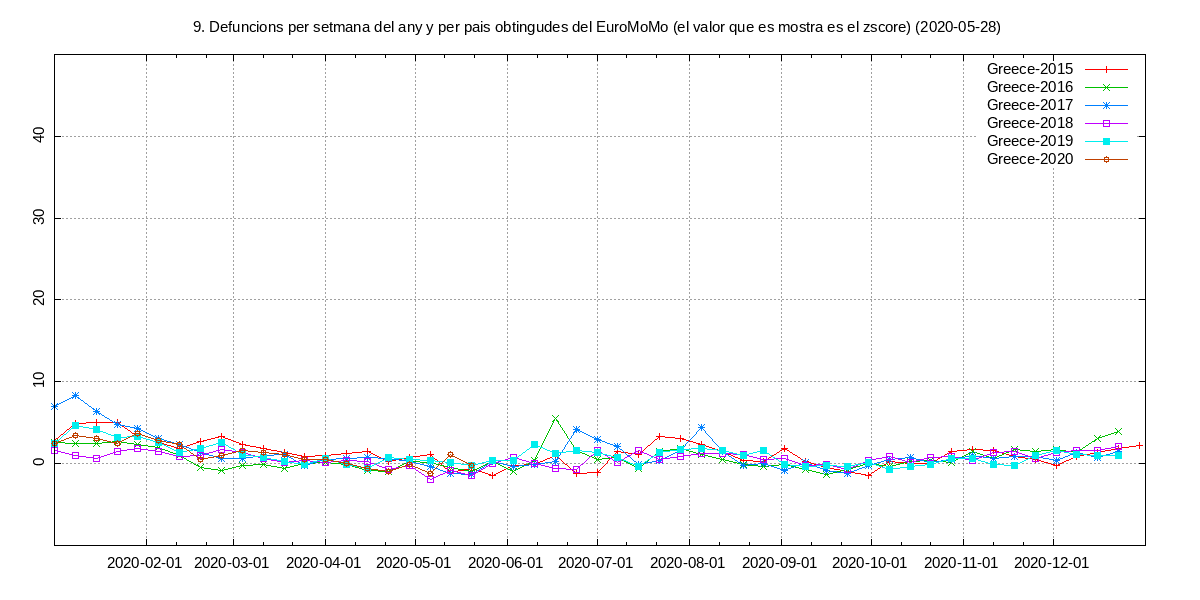 9. Defuncions per setmana del any y per pais obtingudes del EuroMoMo (el valor que es mostra es el zscore) (2020-05-28)
Greece-2015
Greece-2016
Greece-2017
Greece-2018
Greece-2019
Greece-2020
40
30
20
10
0
2020-02-01 2020-03-01 2020-04-01 2020-05-01 2020-06-01 2020-07-01 2020-08-01 2020-09-01 2020-10-01 2020-11-01 2020-12-01